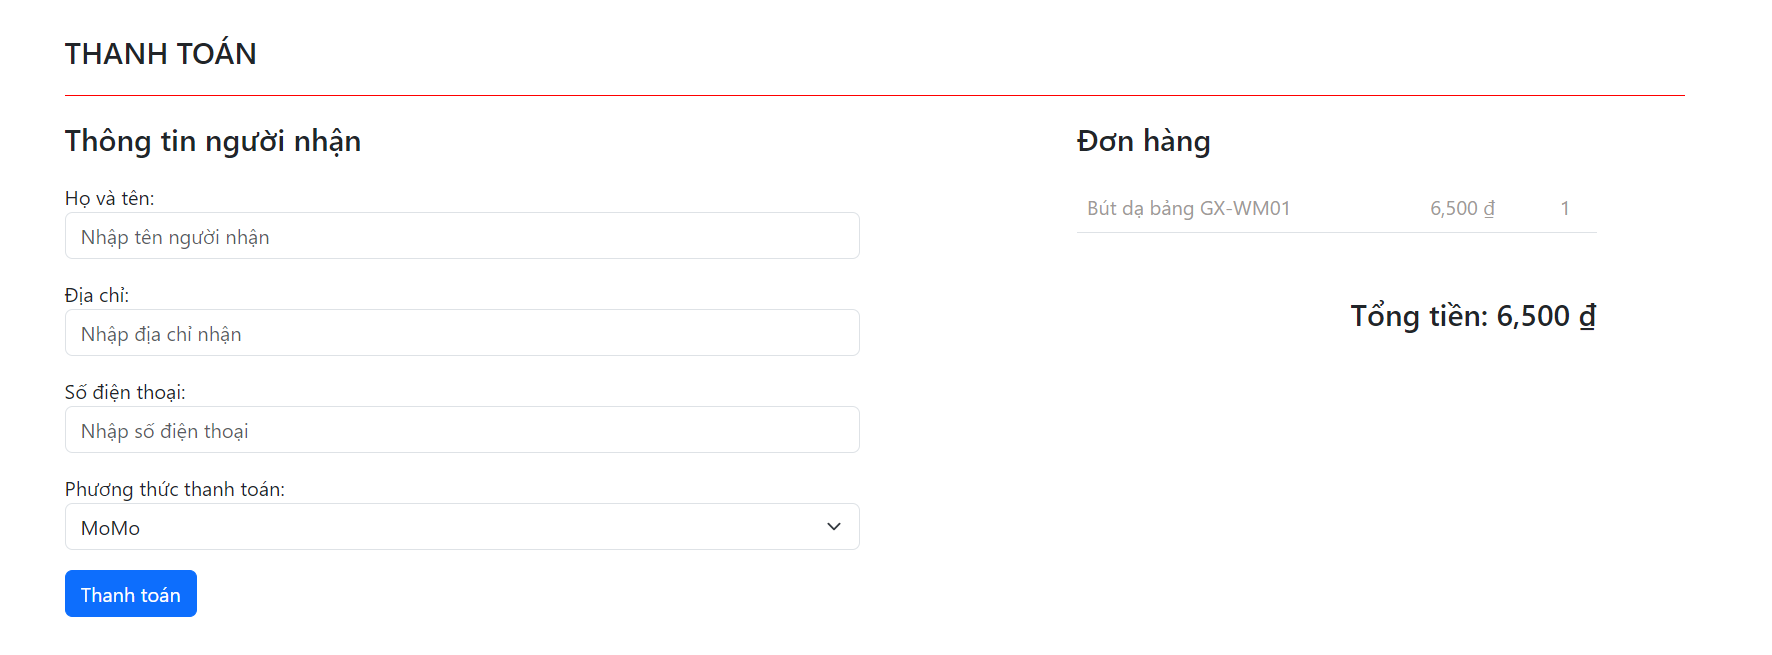 THANH TOÁN
Thông tin người nhận
Họ và tên:
Nhập tên người nhận
Địa chỉ:
Nhập địa chỉ nhận
Số điện thoại:
Nhập số điện thoại
Phương thức thanh toán:
MoMo
Thanh toán
Đơn hàng
Bút dạ bảng GX-WM01 6,500 ₫ 1
Tổng tiền: 6,500 ₫